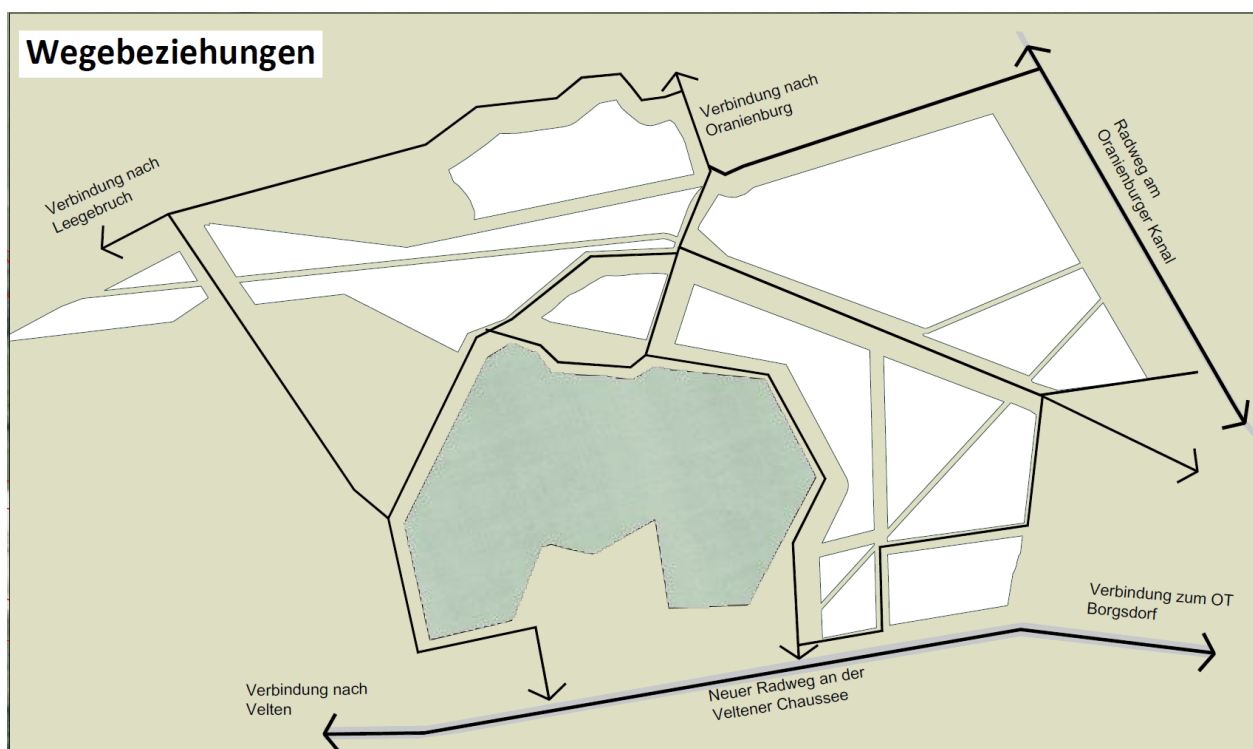 Wegebeziehungen
Verbindung nach
Oranienburg
Radweg am
Oranienburger Kanal
Verbindung nach
Leegebruch
Verbindung zum OT
Borgsdorf
Neuer Radweg an der
Veltener Chaussee
Verbindung nach
Velten